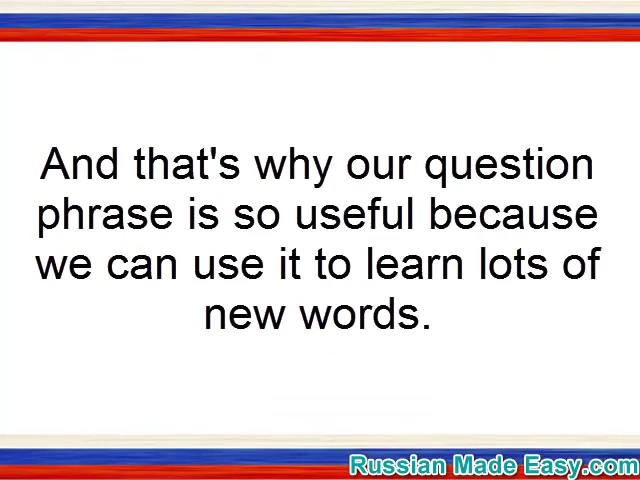 And that's why our question
phrase is so useful because
we can use it to learn lots of
new words.
Russian Made Easy.com